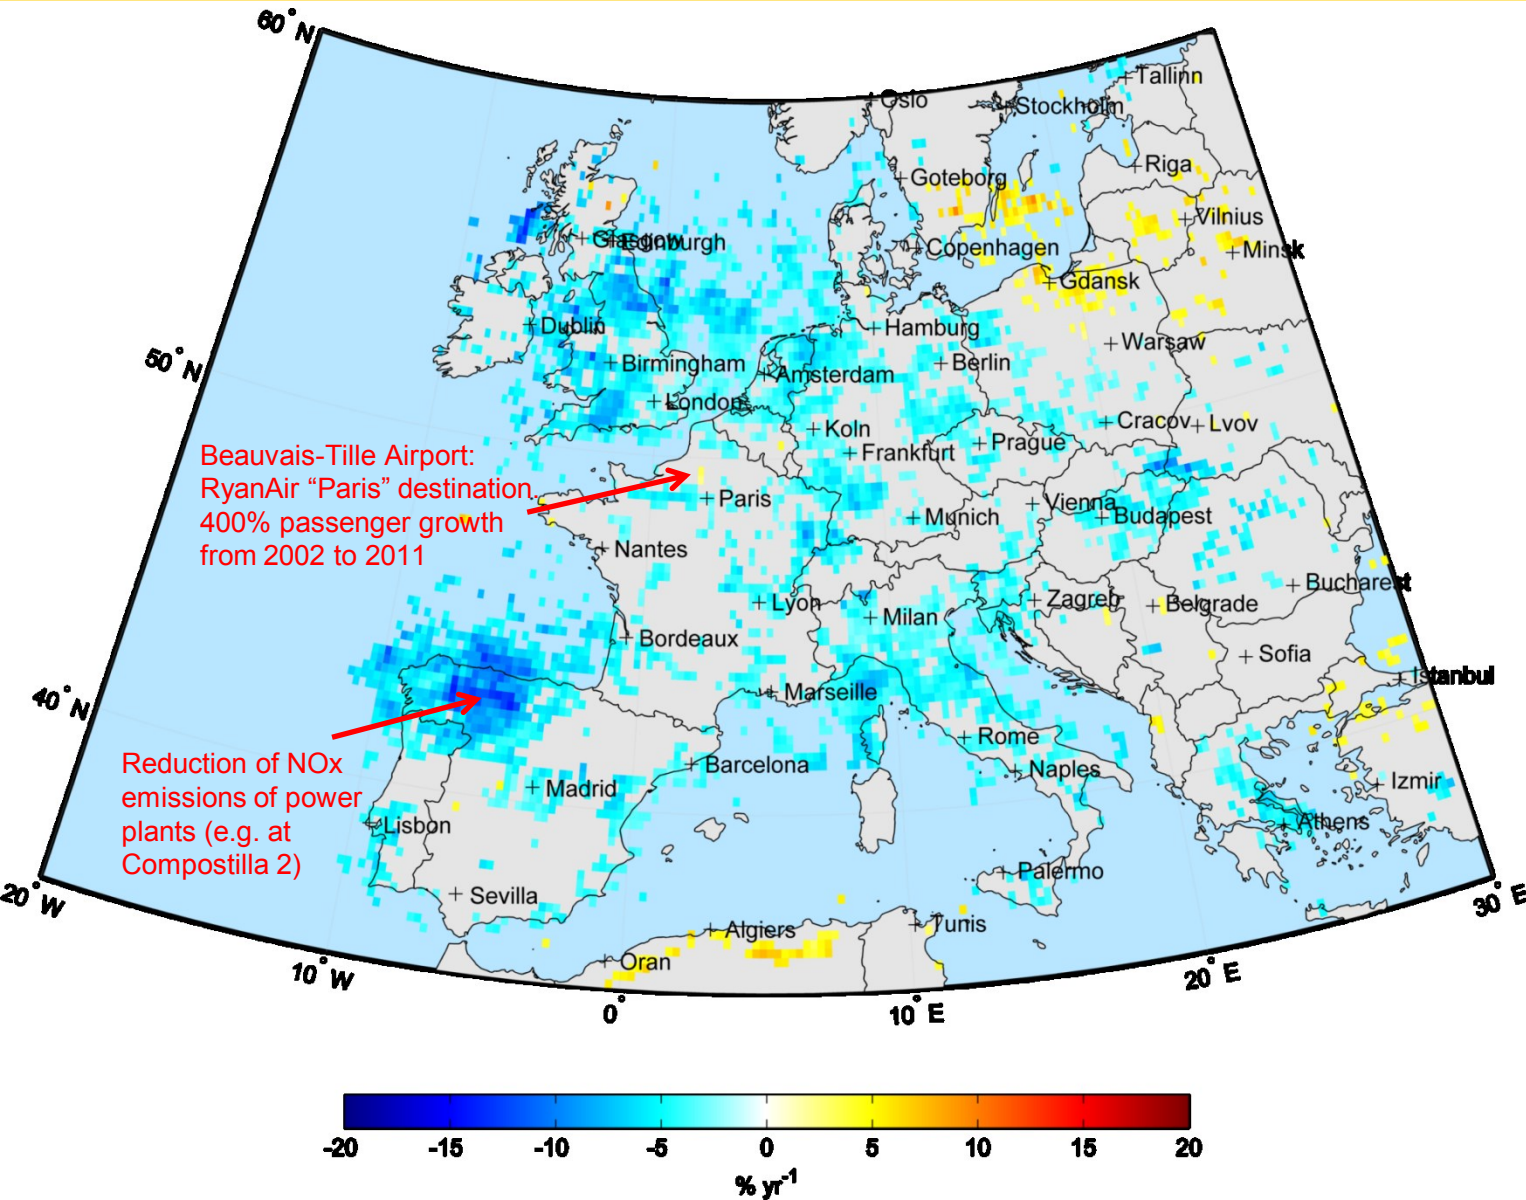 60°N
Oslo
Tallinn
Stockholm
Riga
Goteborg
Vilnius
Glasgow
Edinburgh
Copenhagen
Minsk
Gdansk
Dublin
Hamburg
Warsaw
50°N
Birmingham
Amsterdam
Berlin
London
Koln
Cracov
Lvov
Prague
Frankfurt
Beauvais-Tille Airport:
RyanAir “Paris” destination.
400% passenger growth
from 2002 to 2011
Paris
Vienna
Munich
Budapest
Nantes
Bucharest
Lyon
Zagreb
Belgrade
Milan
Bordeaux
Sofia
Istanbul
Marseille
40°N
Rome
Reduction of NOx
emissions of power
plants (e.g. at
Compostilla 2)
Barcelona
Naples
Madrid
Izmir
Lisbon
Athens
Palermo
Sevilla
20°W
30°E
Algiers
Tunis
Oran
10°W
20°E
0°
10°E
-20 -15 -10 -5 0 5 10 15 20
% yr-1